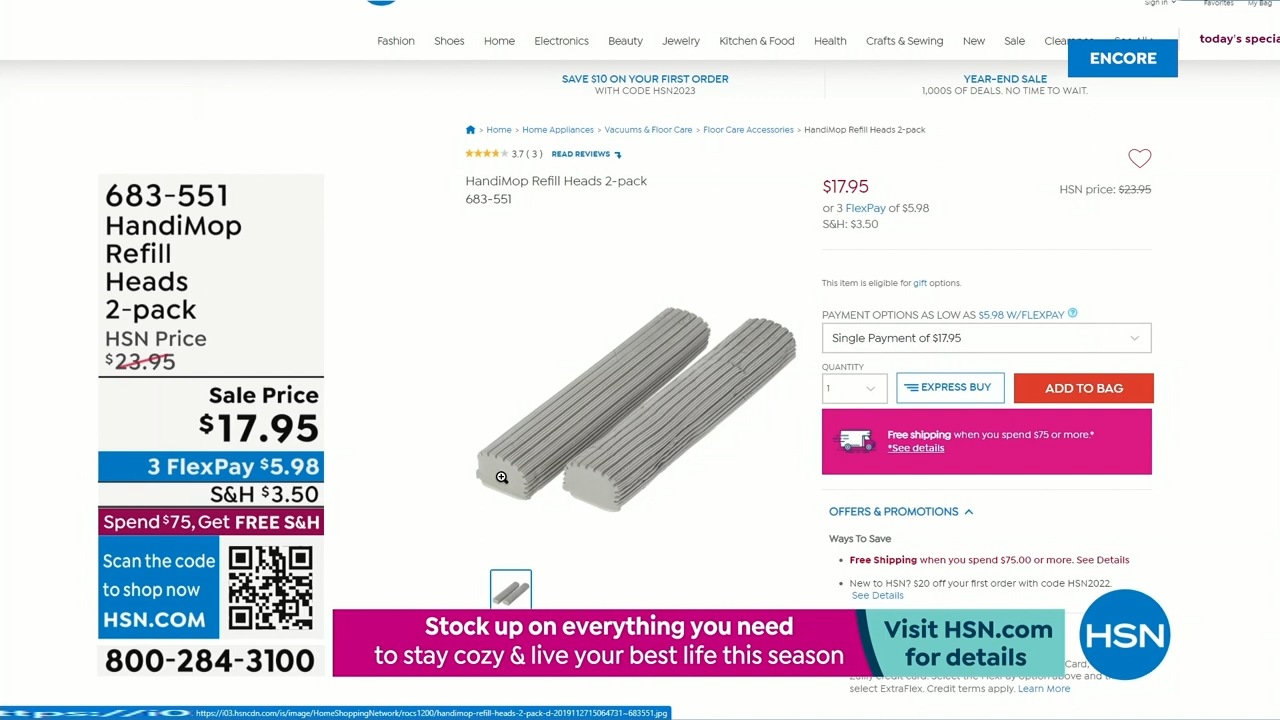 Sign In
Favorites
My Bag
Fashion Shoes Home Electronics Beauty Jewelry Kitchen & Food Health Crafts & Sewing New Sale
today's specia
ENCORE
SAVE $10 ON YOUR FIRST ORDER
WITH CODE HSN2023
YEAR-END SALE
1,000S OF DEALS. NO TIME TO WAIT.
> Home > Home Appliances > Vacuums & Floor Care > Floor Care Accessories > HandiMop Refill Heads 2-pack
3.7 ( 3 ) READ REVIEWS
HandiMop Refill Heads 2-pack
683-551
$17.95
HSN price: $23.95
or 3 FlexPay of $5.98
S&H: $3.50
This item is eligible for gift options.
PAYMENT OPTIONS AS LOW AS $5.98 W/FLEXPAY ?
Single Payment of $17.95
QUANTITY
1
EXPRESS BUY
ADD TO BAG
Free shipping when you spend $75 or more.*
*See details
OFFERS & PROMOTIONS
Ways To Save
• Free Shipping when you spend $75.00 or more. See Details
• New to HSN? $20 off your first order with code HSN2022.
See Details
Card,
above and
select ExtraFlex. Credit terms apply. Learn More
683-551
HandiMop
Refill
Heads
2-pack
HSN Price
$23.95
Sale Price
$17.95
3 FlexPay $5.98
S&H $3.50
Spend $75, Get FREE S&H
Scan the code
to shop now
HSN.COM
800-284-3100
Stock up on everything you need
to stay cozy & live your best life this season
Visit HSN.com
for details
HSN
https://i03.hsncdn.com/is/image/HomeShoppingNetwork/rocs1200/handimop-refill-heads-2-pack-d-2019112715064731~683551.jpg